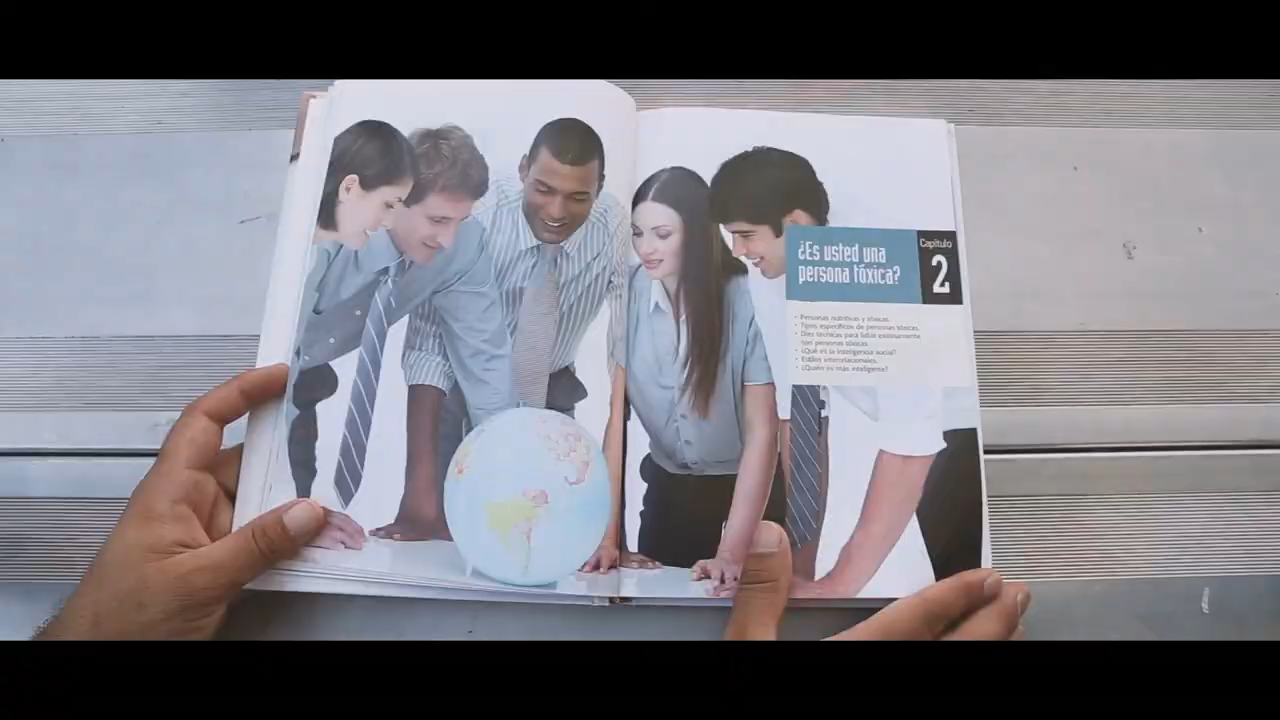 ¿Es usted una
persona tóxica?
Capítulo
2
• Personas nutritivas y tóxicas.
• Tipos específicos de personas tóxicas.
• Diez técnicas para lidiar exitosamente
con personas tóxicas.
• ¿Qué es la inteligencia social?
• Estilos interrelacionales.
• ¿Quién es más inteligente?